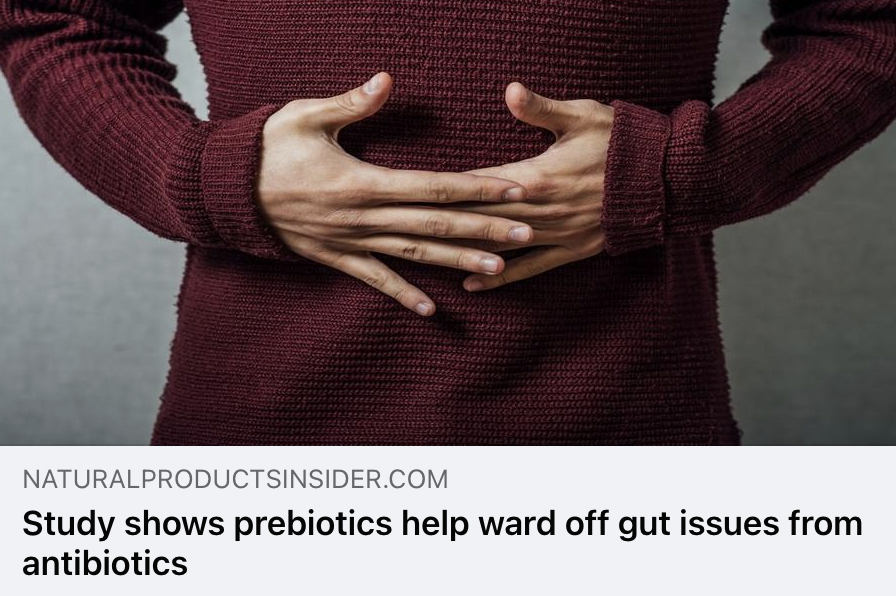 NATURALPRODUCTSINSIDER.COM
Study shows prebiotics help ward off gut issues from
antibiotics